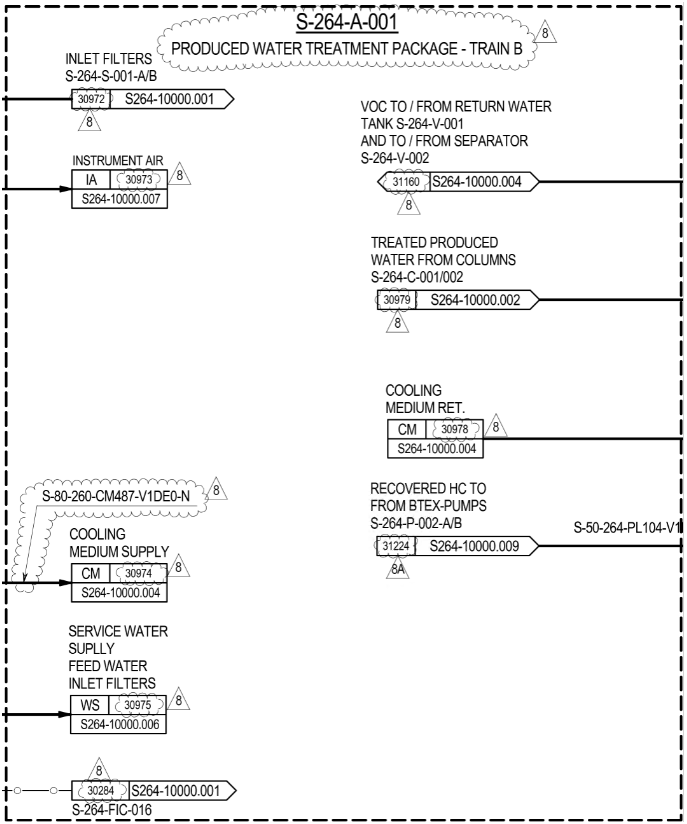 S-264-A-001
PRODUCED WATER TREATMENT PACKAGE - TRAIN B
8
INLET FILTERS
S-264-S-001-A/B
30972 S264-10000.001
8
INSTRUMENT AIR
IA 30973 8
S264-10000.007
VOC TO / FROM RETURN WATER
TANK S-264-V-001
AND TO / FROM SEPARATOR
S-264-V-002
31160 S264-10000.004
8
TREATED PRODUCED
WATER FROM COLUMNS
S-264-C-001/002
30979 S264-10000.002
8
COOLING
MEDIUM RET.
CM 30978 8
S264-10000.004
S-80-260-CM487-V1DE0-N 8
COOLING
MEDIUM SUPPLY
CM 30974 8
S264-10000.004
RECOVERED HC TO
FROM BTEX-PUMPS
S-264-P-002-A/B
31224 S264-10000.009
8A
S-50-264-PL104-V1
SERVICE WATER
SUPLLY
FEED WATER
INLET FILTERS
WS 30975 8
S264-10000.006
8
30284 S264-10000.001
S-264-FIC-016